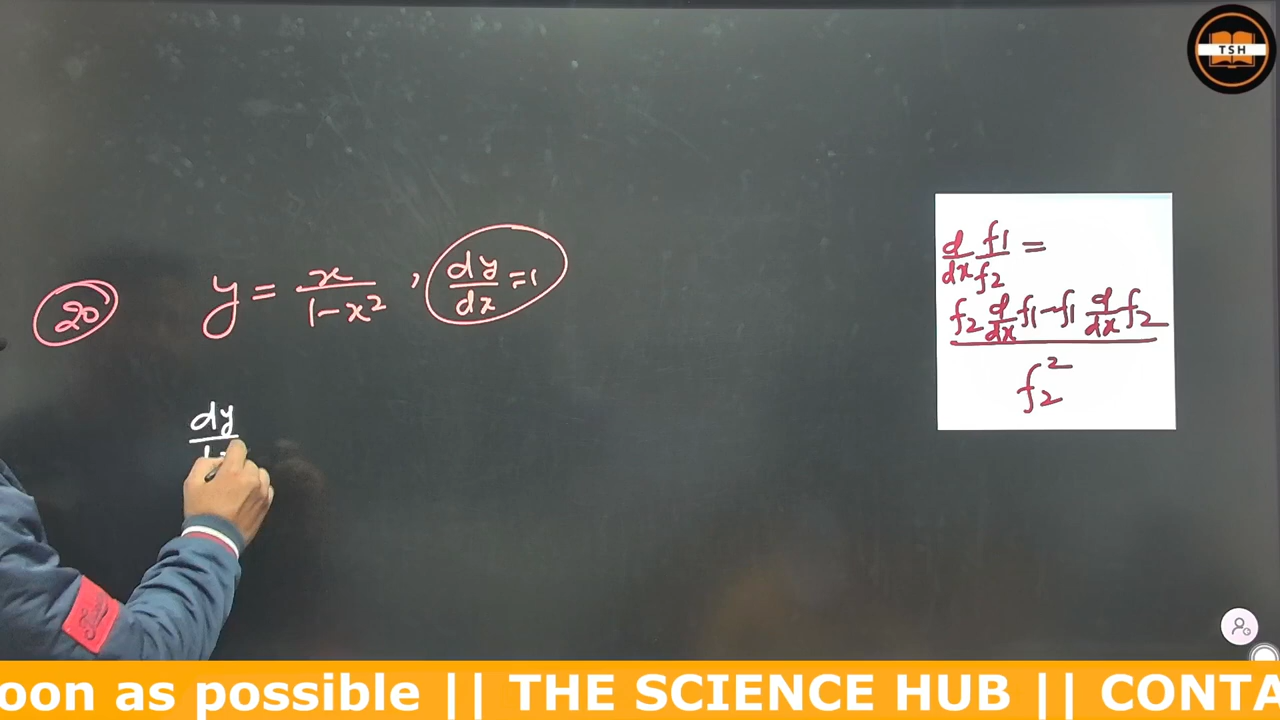 TSH
20 y = x/(1-x²) , dy/dx = 1
d/dx f1/f2 =
f2 d/dx f1 - f1 d/dx f2
f2²
dy
oon as possible || THE SCIENCE HUB || CONTA